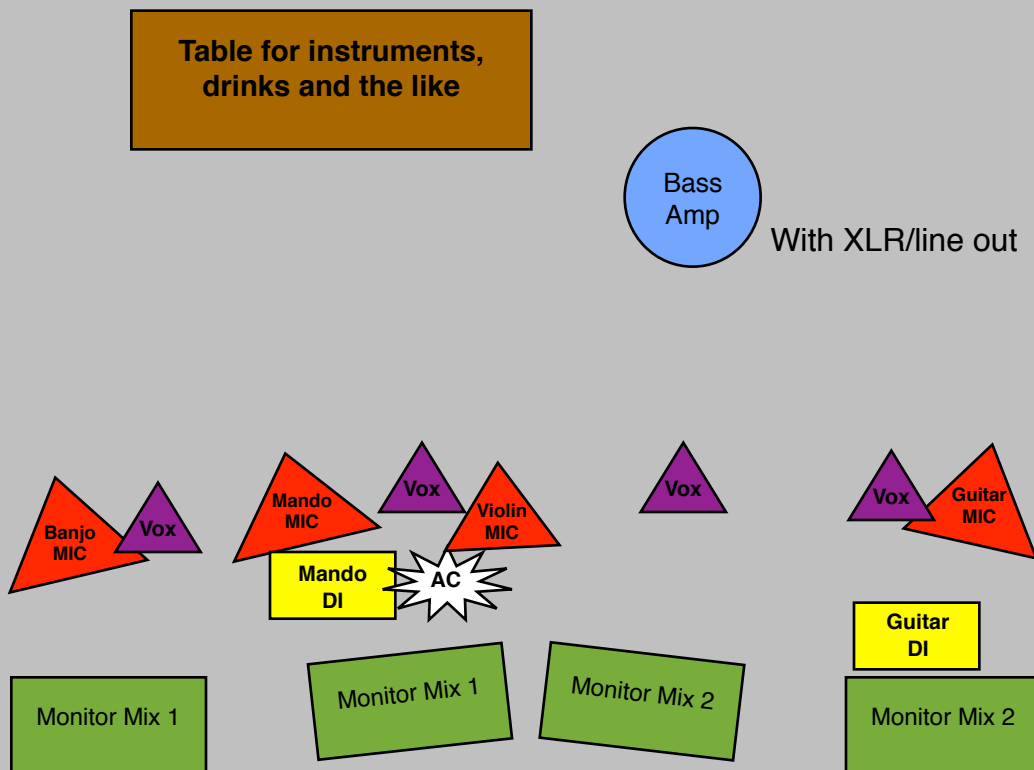 Table for instruments,
drinks and the like
Bass
Amp
With XLR/line out
Banjo
MIC
Vox
Mando
MIC
Vox
Violin
MIC
Vox
Vox
Guitar
MIC
Mando
DI
AC
Guitar
DI
Monitor Mix 1
Monitor Mix 1
Monitor Mix 2
Monitor Mix 2